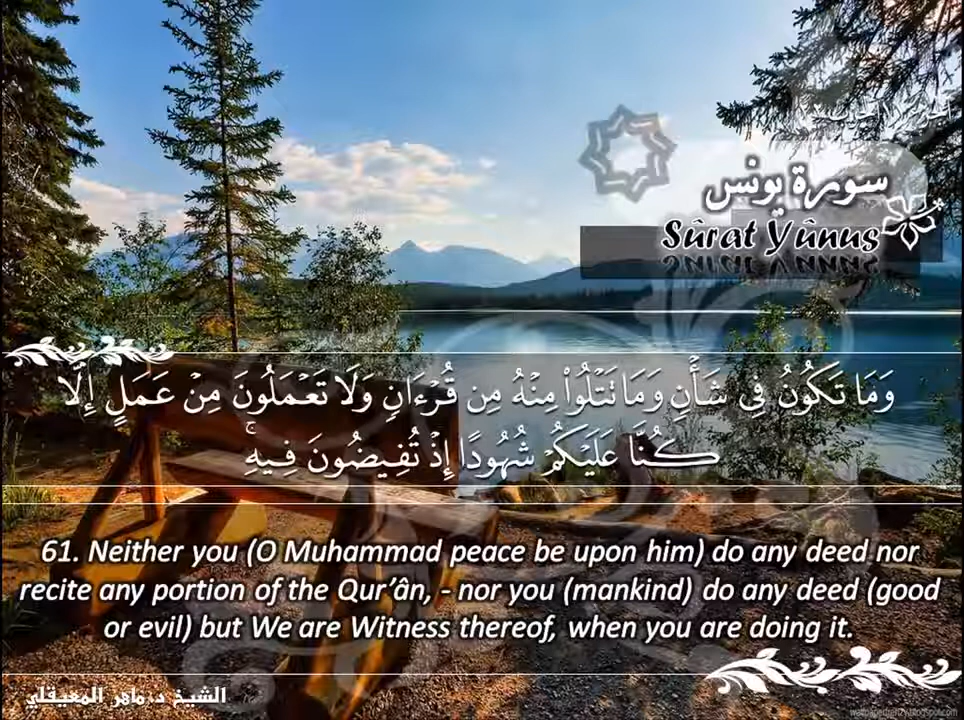 سورة يونس
Sûrat Yûnus
وَمَا تَكُونُ فِى شَأْنٍ وَمَا تَتْلُوا۟ مِنْهُ مِن قُرْءَانٍ وَلَا تَعْمَلُونَ مِنْ عَمَلٍ إِلَّا
كُنَّا عَلَيْكُمْ شُهُودًا إِذْ تُفِيضُونَ فِيهِ ۚ
61. Neither you (O Muhammad peace be upon him) do any deed nor
recite any portion of the Qur’ân, - nor you (mankind) do any deed (good
or evil) but We are Witness thereof, when you are doing it.
الشيخ د.ماهر المعيقلي